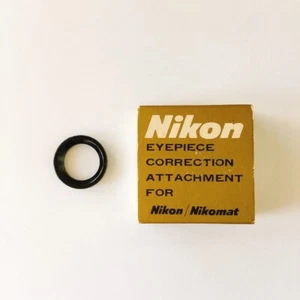 Nikon
EYEPIECE
CORRECTION
ATTACHMENT
FOR
Nikon/Nikomat